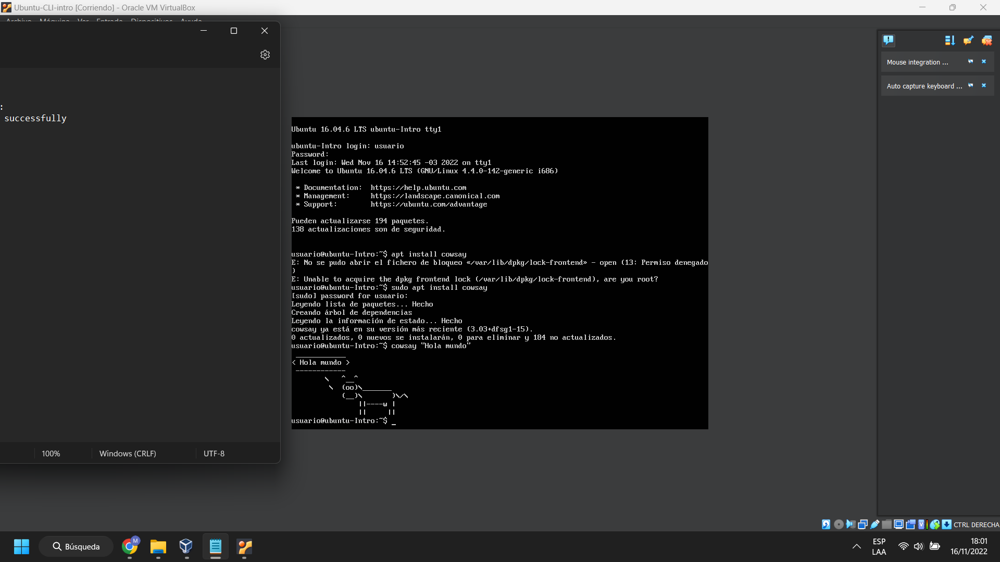 Ubuntu-CLI-intro [Corriendo] - Oracle VM VirtualBox
Archivo Máquina Ver Entrada Dispositivos Ayuda
:
successfully
100%
Windows (CRLF)
UTF-8
Ubuntu 16.04.6 LTS ubuntu-Intro tty1
ubuntu-Intro login: usuario
Password:
Last login: Wed Nov 16 14:52:45 -03 2022 on tty1
Welcome to Ubuntu 16.04.6 LTS (GNU/Linux 4.4.0-142-generic i686)
* Documentation:  https://help.ubuntu.com
* Management:     https://landscape.canonical.com
* Support:        https://ubuntu.com/advantage
Pueden actualizarse 194 paquetes.
138 actualizaciones son de seguridad.
usuario@ubuntu-Intro:~$ apt install cowsay
E: No se pudo abrir el fichero de bloqueo «/var/lib/dpkg/lock-frontend» - open (13: Permiso denegado
)
E: Unable to acquire the dpkg frontend lock (/var/lib/dpkg/lock-frontend), are you root?
usuario@ubuntu-Intro:~$ sudo apt install cowsay
[sudo] password for usuario:
Leyendo lista de paquetes... Hecho
Creando árbol de dependencias
Leyendo la información de estado... Hecho
cowsay ya está en su versión más reciente (3.03+dfsg1-15).
0 actualizados, 0 nuevos se instalarán, 0 para eliminar y 184 no actualizados.
usuario@ubuntu-Intro:~$ cowsay "Hola mundo"
 ____________
< Hola mundo >
 ------------
        \   ^__^
         \  (oo)\_______
            (__)\       )\/\
                ||----w |
                ||     ||
usuario@ubuntu-Intro:~$ _
Mouse integration ...
Auto capture keyboard ...
CTRL DERECHA
Búsqueda
M
ESP
LAA
18:01
16/11/2022